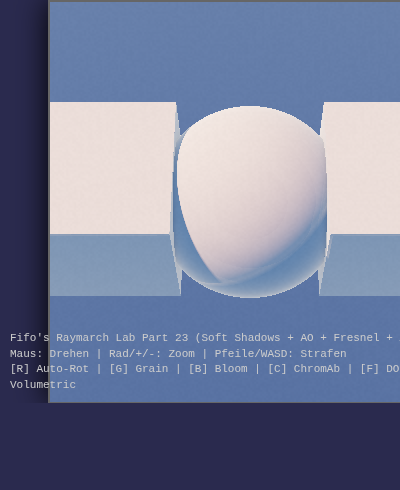 Fifo's Raymarch Lab Part 23 (Soft Shadows + AO + Fresnel +
Maus: Drehen | Rad/+/-: Zoom | Pfeile/WASD: Strafen
[R] Auto-Rot | [G] Grain | [B] Bloom | [C] ChromAb | [F] DO
Volumetric